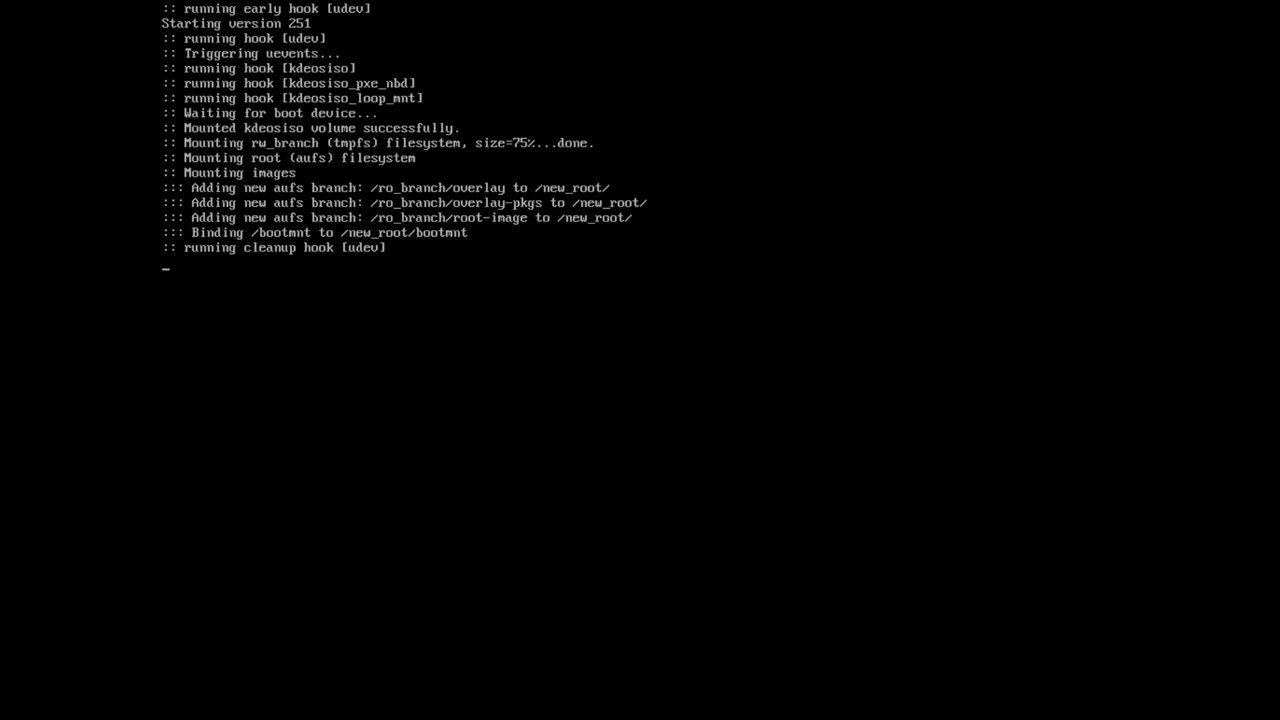 :: running early hook [udev]
Starting version 251
:: running hook [udev]
:: Triggering uevents...
:: running hook [kdeosiso]
:: running hook [kdeosiso_pxe_nbd]
:: running hook [kdeosiso_loop_mnt]
:: Waiting for boot device...
:: Mounted kdeosiso volume successfully.
:: Mounting rw_branch (tmpfs) filesystem, size=75%...done.
:: Mounting root (aufs) filesystem
:: Mounting images
::: Adding new aufs branch: /ro_branch/overlay to /new_root/
::: Adding new aufs branch: /ro_branch/overlay-pkgs to /new_root/
::: Adding new aufs branch: /ro_branch/root-image to /new_root/
::: Binding /bootmnt to /new_root/bootmnt
:: running cleanup hook [udev]